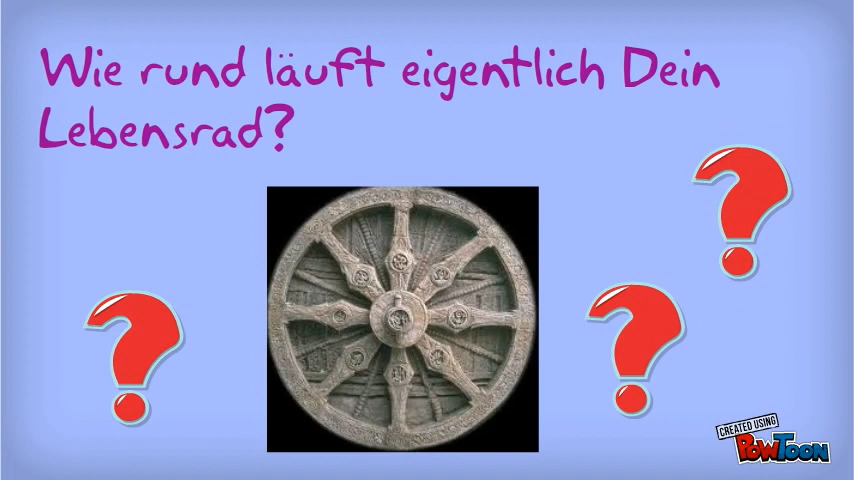 Wie rund läuft eigentlich Dein
Lebensrad?
CREATED USING
POWTOON